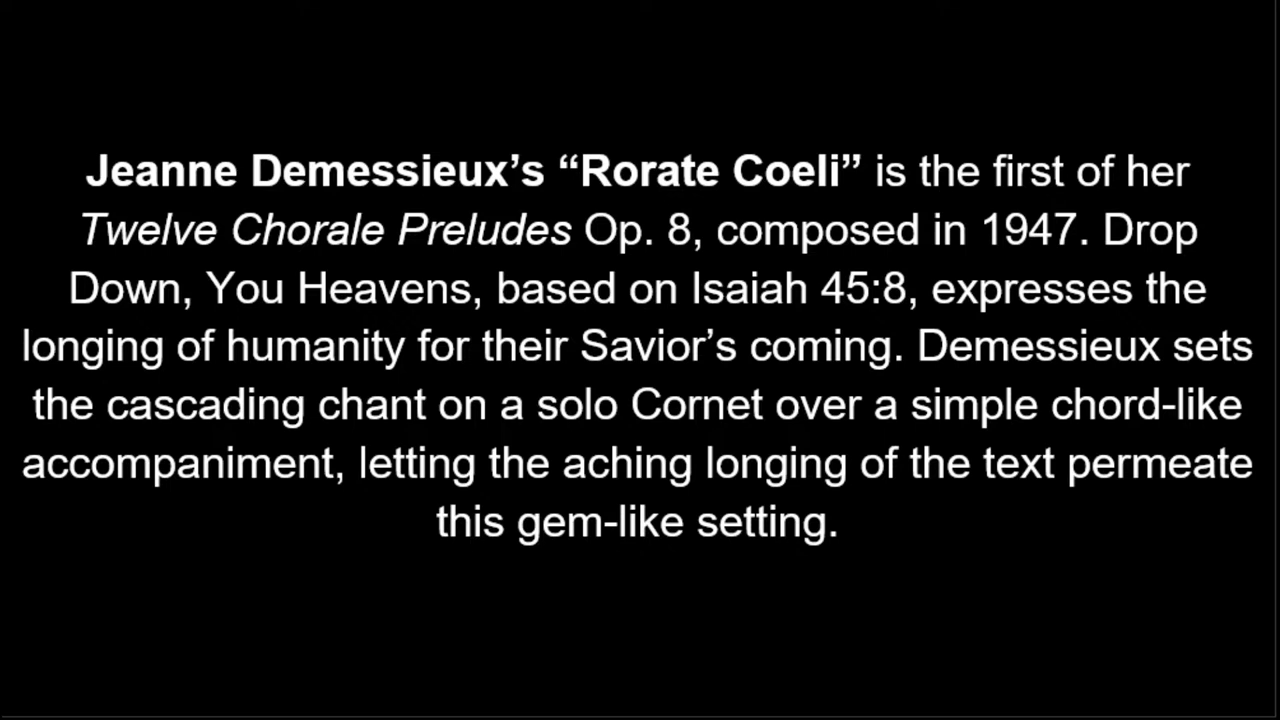 Jeanne Demessieux’s “Rorate Coeli” is the first of her
Twelve Chorale Preludes Op. 8, composed in 1947. Drop
Down, You Heavens, based on Isaiah 45:8, expresses the
longing of humanity for their Savior’s coming. Demessieux sets
the cascading chant on a solo Cornet over a simple chord-like
accompaniment, letting the aching longing of the text permeate
this gem-like setting.